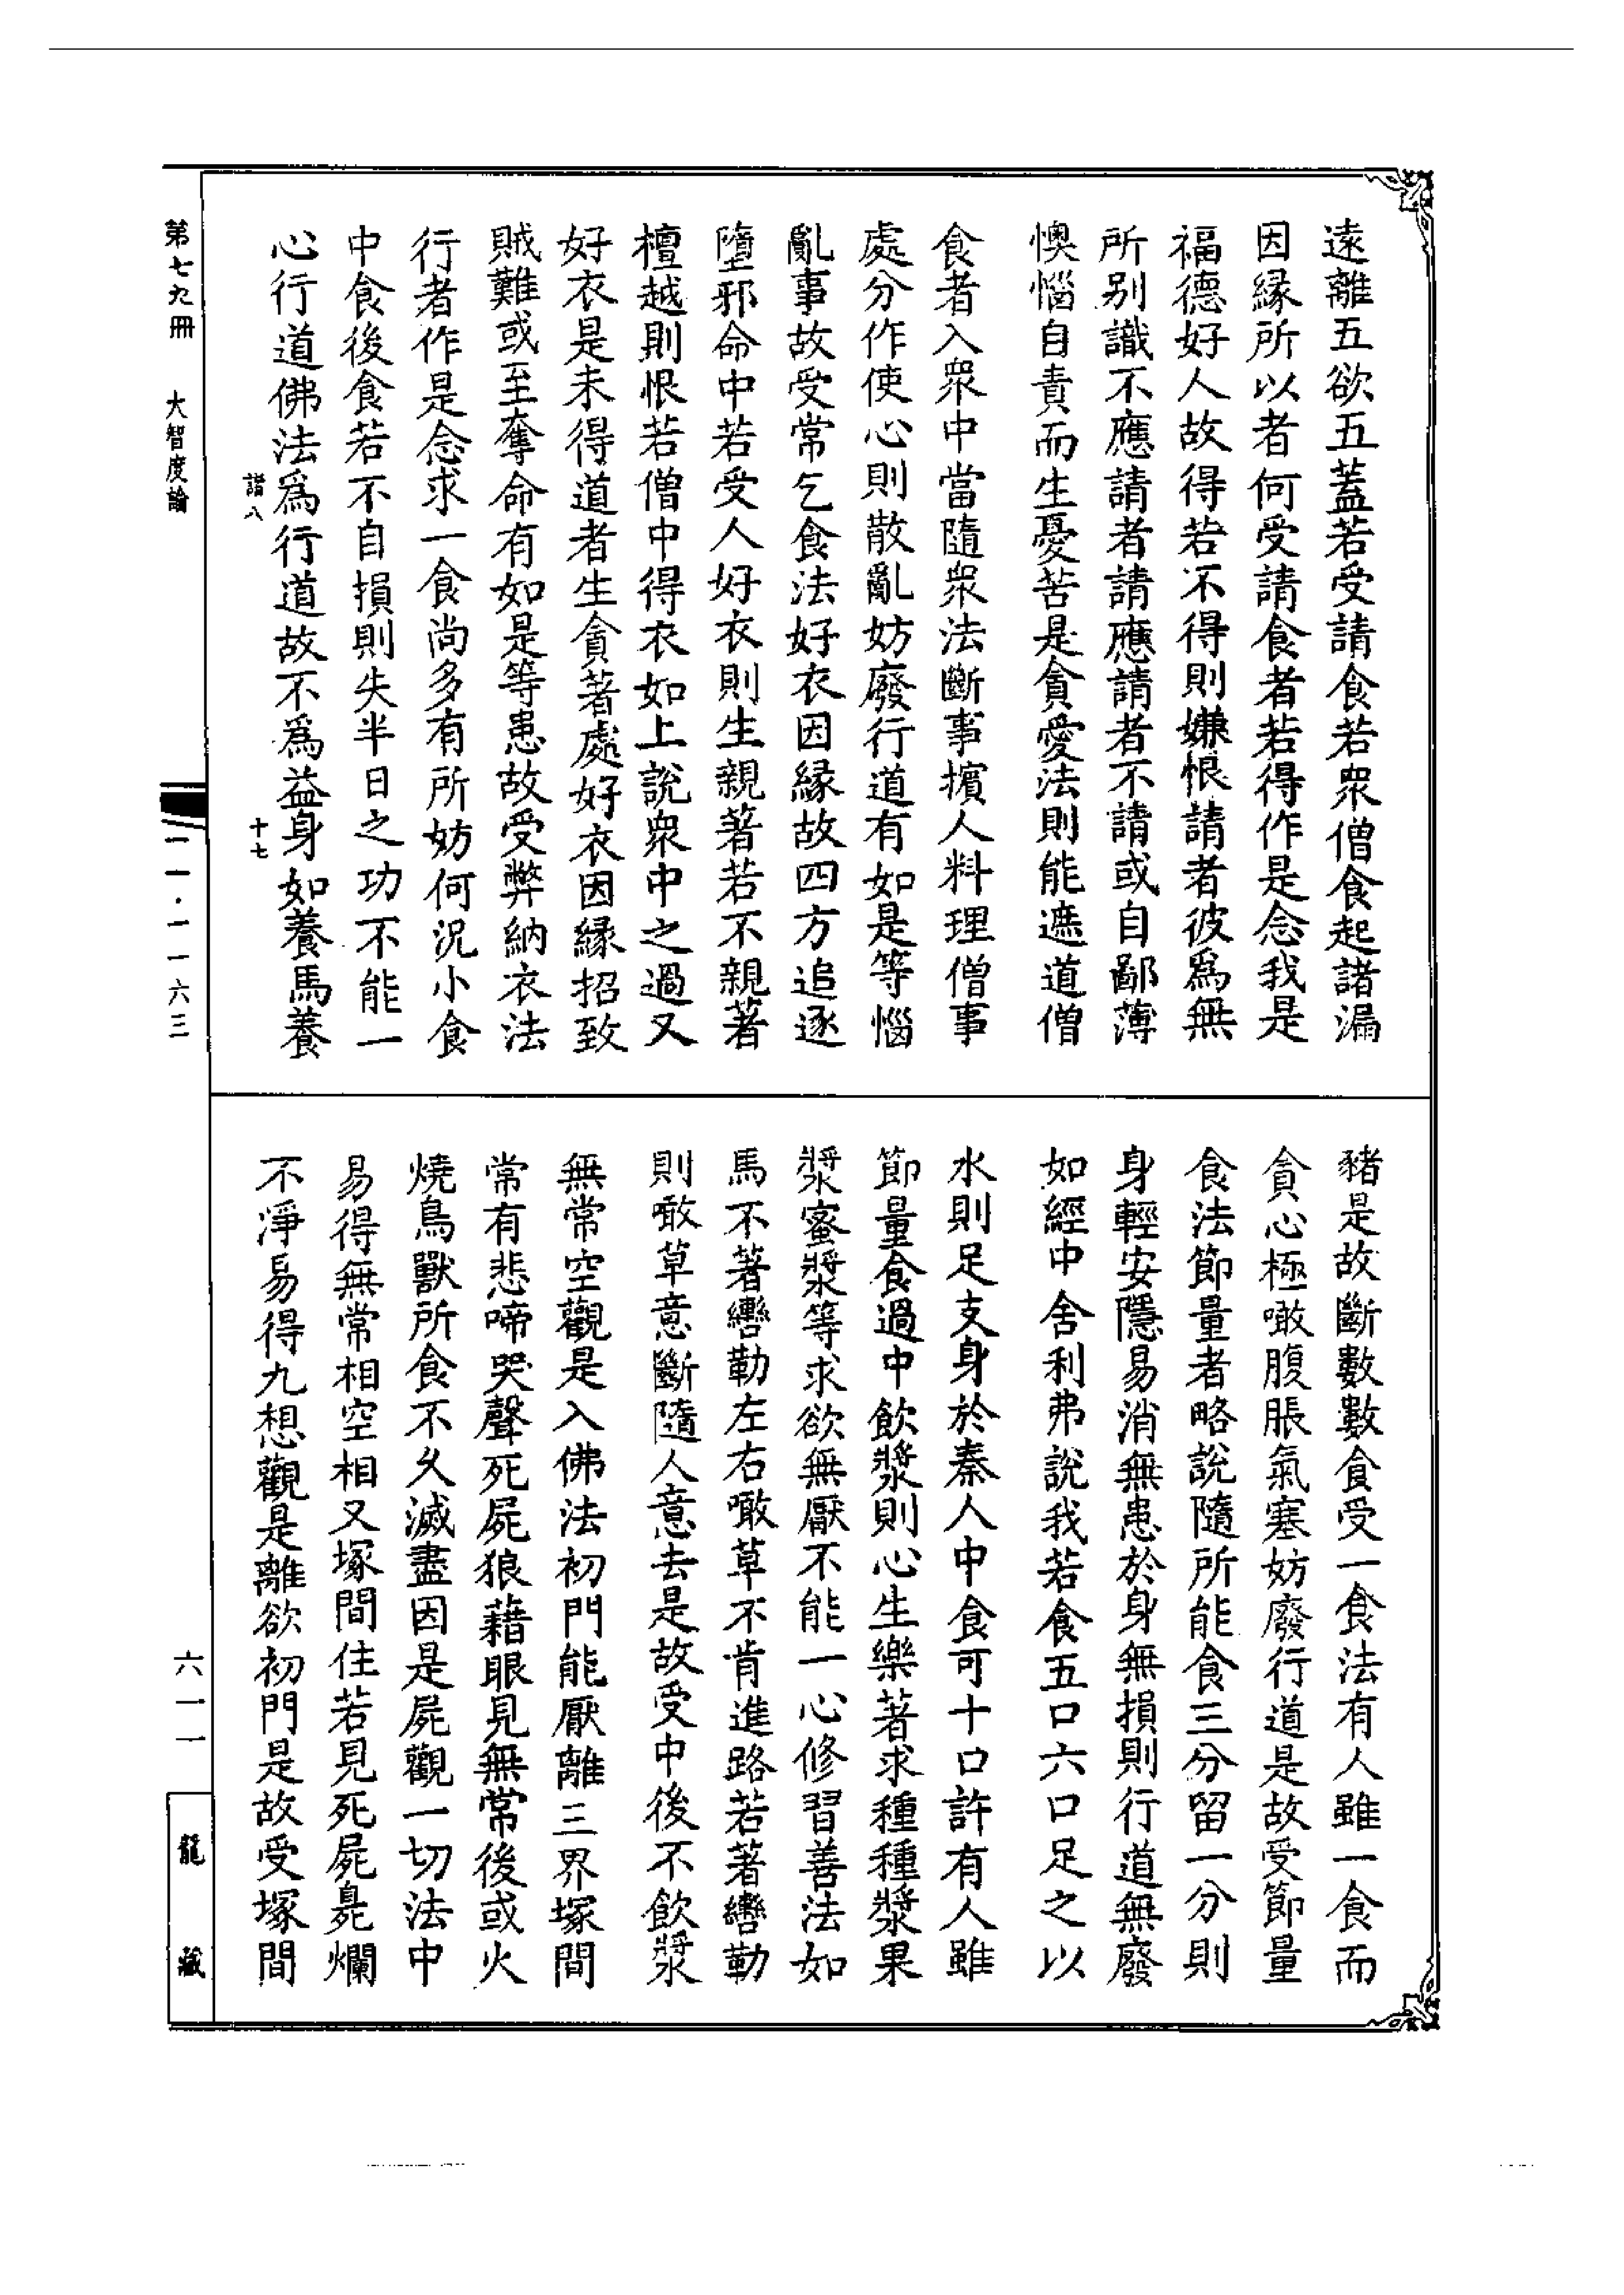 遠離五欲五蓋若受請食若衆僧食起諸漏
因緣所以者何受請食者若得作是念我是
福德好人故得若不得則嫌恨請者彼爲無
所別識不應請者請應請者不請或自鄙薄
懊惱自責而生憂苦是貪愛法則能遮道僧
食者入衆中當隨衆法斷事擯人料理僧事
處分作使心則散亂妨廢行道有如是等惱
亂事故受常乞食法好衣因緣故四方追逐
墮邪命中若受人好衣則生親著若不親著
檀越則恨若僧中得衣如上說衆中之過又
好衣是未得道者生貪著處好衣因緣招致
賊難或至奪命有如是等患故受弊納衣法
行者作是念求一食尚多有所妨何況小食
中食後食若不自損則失半日之功不能一
心行道佛法爲行道故不爲益身如養馬養
諸八 十七
豬是故斷數數食受一食法有人雖一食而
貪心極噉腹脹氣塞妨廢行道是故受節量
食法節量者略說隨所能食三分留一分則
身輕安隱易消無患於身無損則行道無廢
如經中舍利弗說我若食五口六口足之以
水則足支身於秦人中食可十口許有人雖
節量食過中飲漿則心生樂著求種種漿果
漿蜜漿等求欲無厭不能一心修習善法如
馬不著轡勒左右噉草不肯進路若著轡勒
則噉草意斷隨人意去是故受中後不飲漿
無常空觀是入佛法初門能厭離三界塚間
常有悲啼哭聲死屍狼藉眼見無常後或火
燒鳥獸所食不久滅盡因是屍觀一切法中
易得無常相空相又塚間住若見死屍臰爛
不淨易得九想觀是離欲初門是故受塚間
第七九冊 大智度論
一一·一一六三
六一一
龍藏